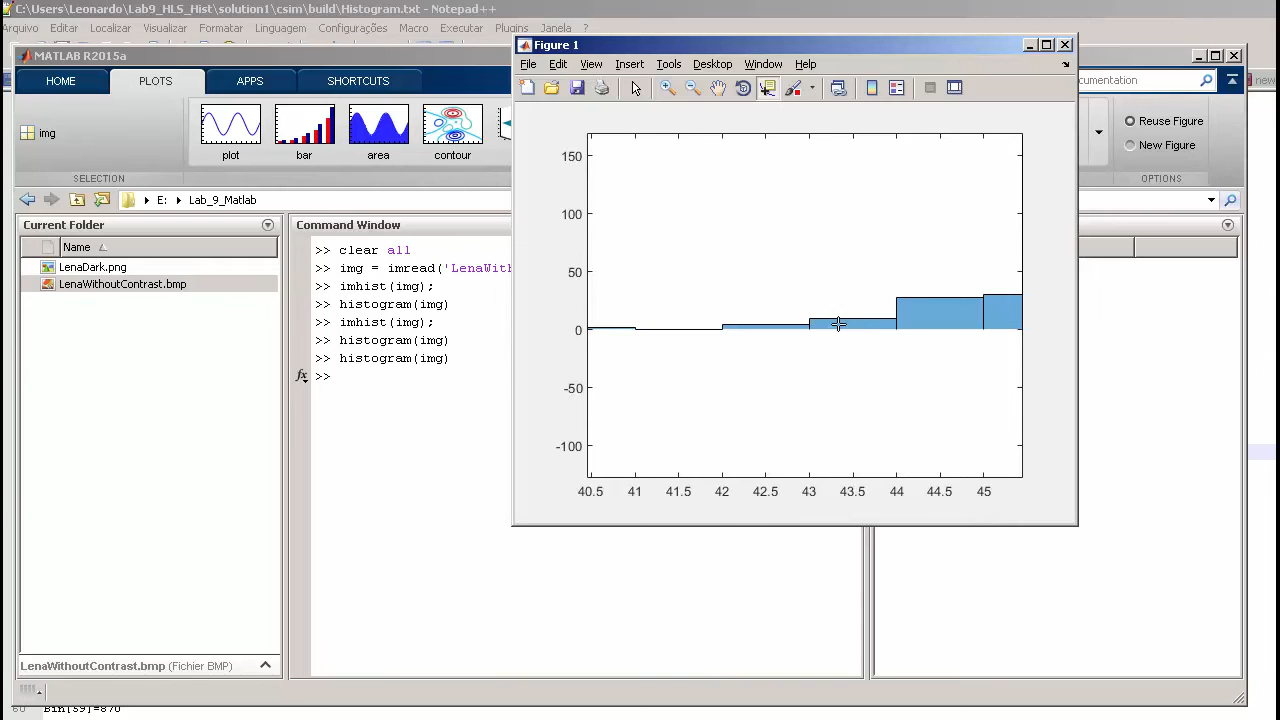 C:\Users\Leonardo\Lab9_HLS_Hist\solution1\csim\build\Histogram.txt - Notepad++
Arquivo Editar Localizar Visualizar Formatar Linguagem Configurações Macro Executar Plugins Janela ?
MATLAB R2015a
HOME PLOTS APPS SHORTCUTS
cumentation
new
img
plot bar area contour
SELECTION
Reuse Figure
New Figure
OPTIONS
E: Lab_9_Matlab
Current Folder
Name
LenaDark.png
LenaWithoutContrast.bmp
LenaWithoutContrast.bmp (Fichier BMP)
Command Window
>> clear all
>> img = imread('LenaWith
>> imhist(img);
>> histogram(img)
>> imhist(img);
>> histogram(img)
>> histogram(img)
fx >>
Figure 1
File Edit View Insert Tools Desktop Window Help
150
100
50
0
-50
-100
40.5 41 41.5 42 42.5 43 43.5 44 44.5 45
60 Bin[59]=870